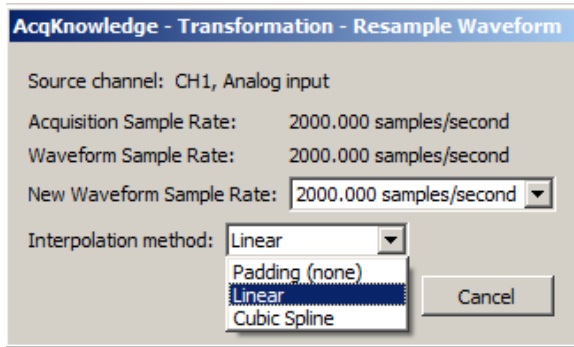 AcqKnowledge - Transformation - Resample Waveform
Source channel: CH1, Analog input
Acquisition Sample Rate: 2000.000 samples/second
Waveform Sample Rate: 2000.000 samples/second
New Waveform Sample Rate: 2000.000 samples/second
Interpolation method: Linear
Padding (none)
Linear
Cubic Spline
Cancel